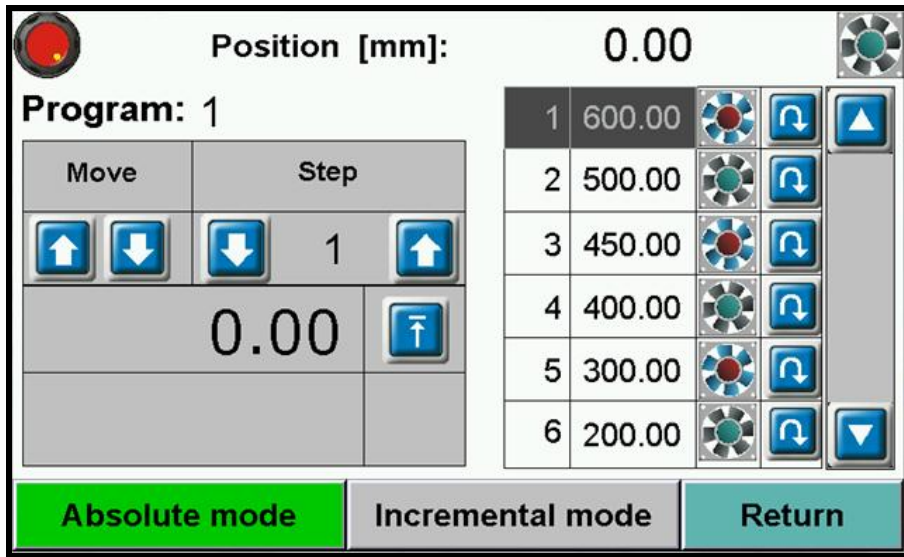 Position [mm]: 0.00
Program: 1
Move Step
1
0.00
1 600.00
2 500.00
3 450.00
4 400.00
5 300.00
6 200.00
Absolute mode Incremental mode Return